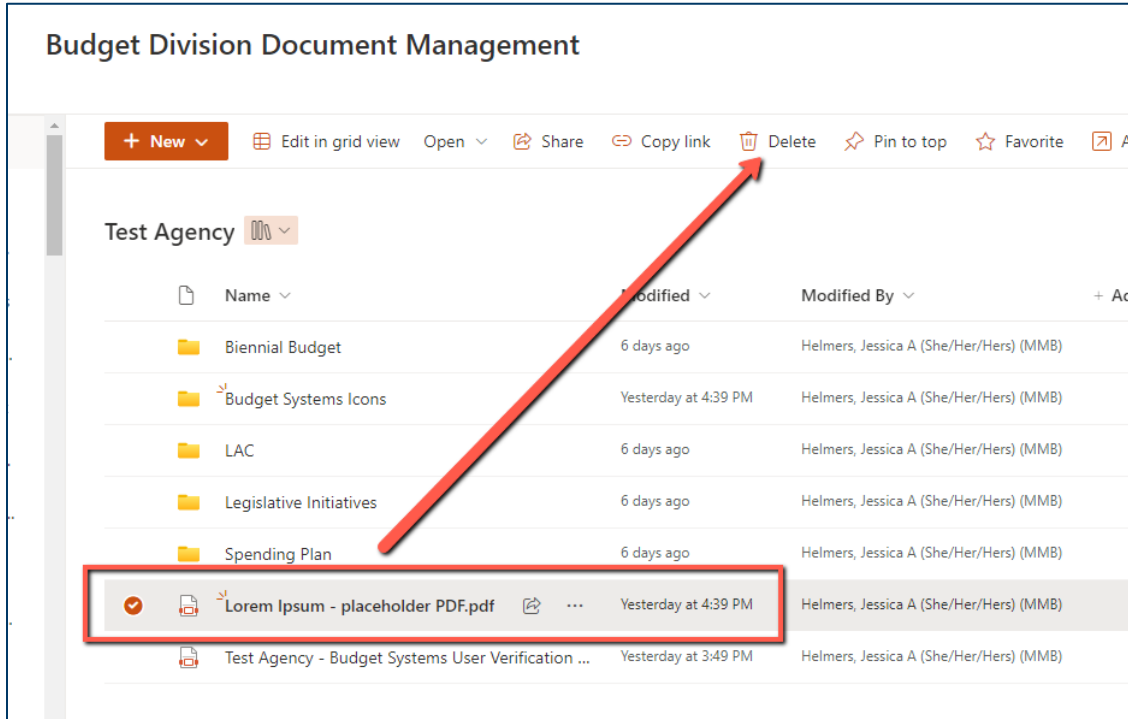 Budget Division Document Management
+ New Edit in grid view Open Share Copy link Delete Pin to top Favorite A
Test Agency
Name Modified Modified By + Ad
Biennial Budget 6 days ago Helmers, Jessica A (She/Her/Hers) (MMB)
Budget Systems Icons Yesterday at 4:39 PM Helmers, Jessica A (She/Her/Hers) (MMB)
LAC 6 days ago Helmers, Jessica A (She/Her/Hers) (MMB)
Legislative Initiatives 6 days ago Helmers, Jessica A (She/Her/Hers) (MMB)
Spending Plan 6 days ago Helmers, Jessica A (She/Her/Hers) (MMB)
Lorem Ipsum - placeholder PDF.pdf ... Yesterday at 4:39 PM Helmers, Jessica A (She/Her/Hers) (MMB)
Test Agency - Budget Systems User Verification ... Yesterday at 3:49 PM Helmers, Jessica A (She/Her/Hers) (MMB)